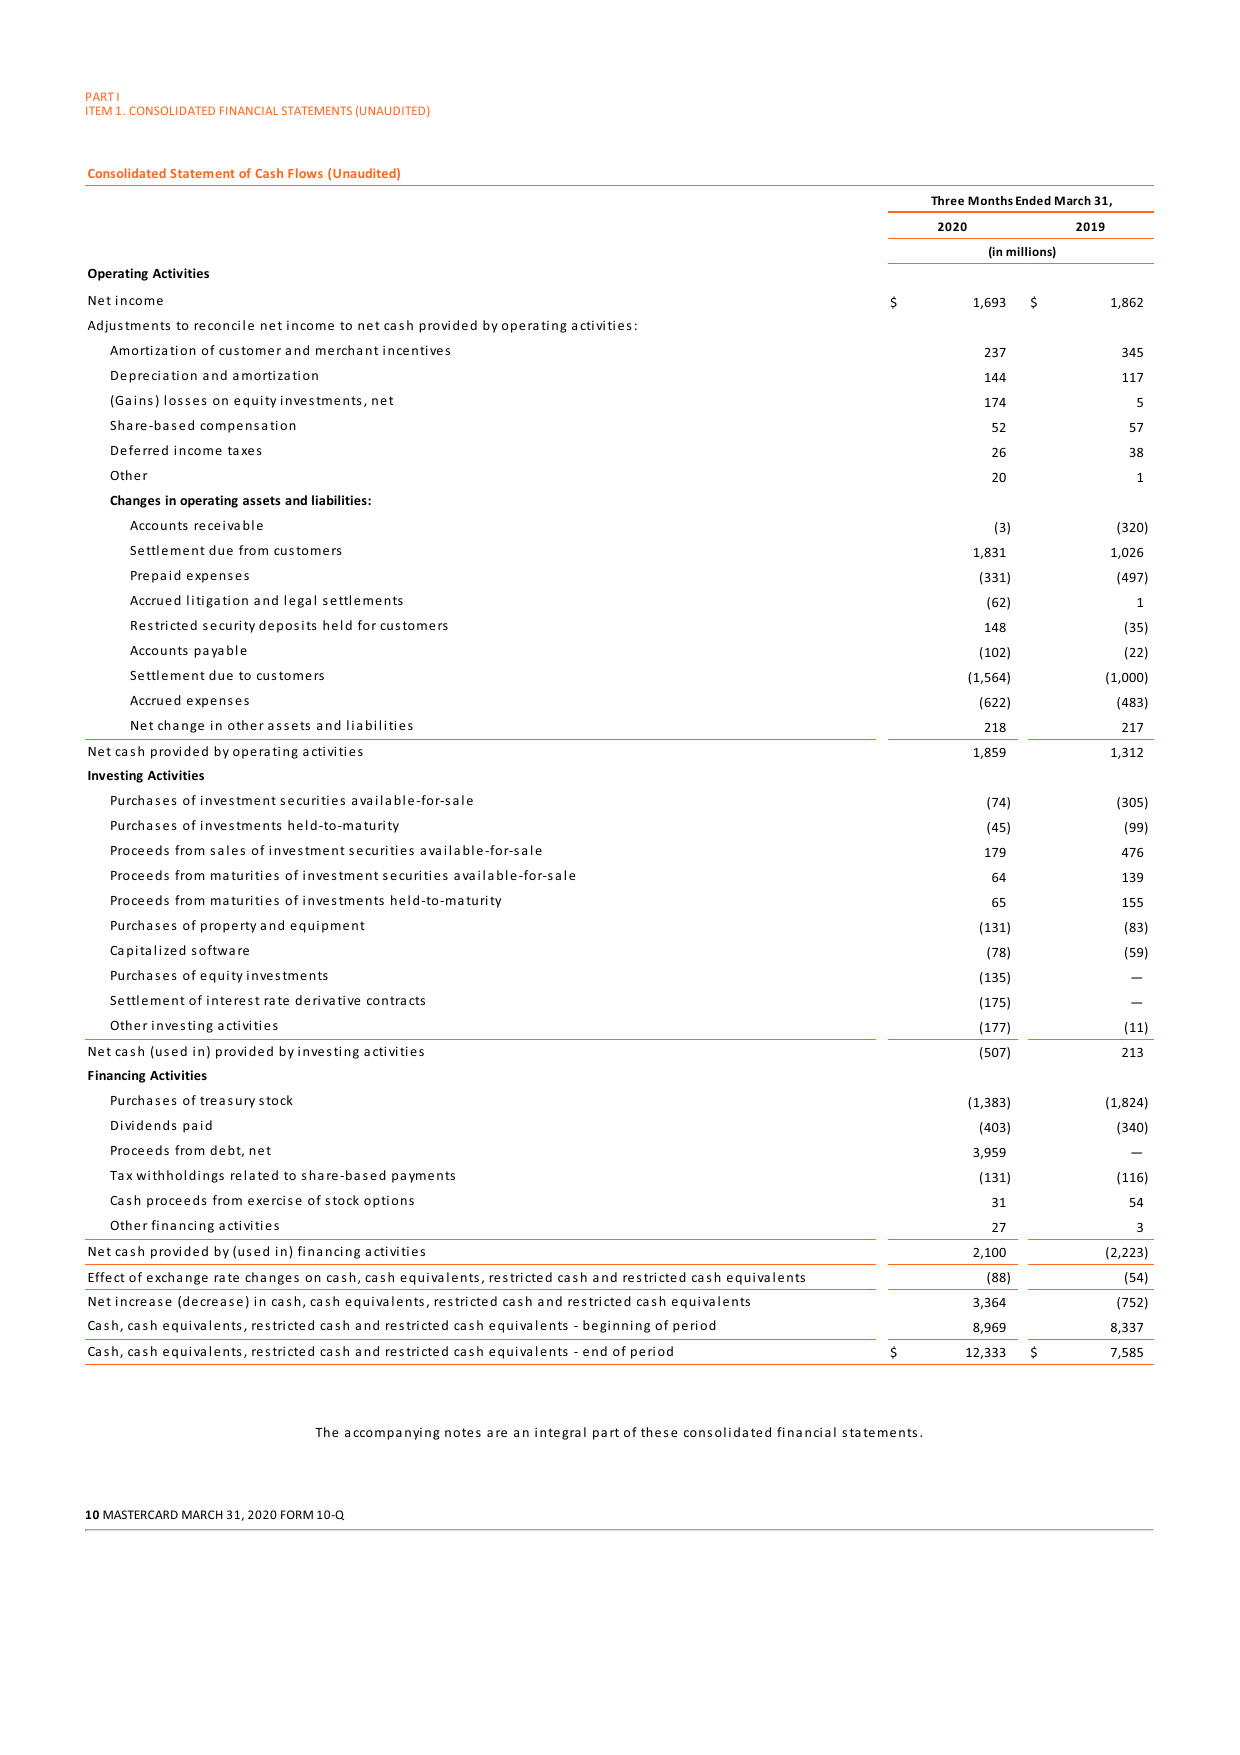 PART I
ITEM 1. CONSOLIDATED FINANCIAL STATEMENTS (UNAUDITED)
Consolidated Statement of Cash Flows (Unaudited)
Three Months Ended March 31,
2020 2019
(in millions)
Operating Activities
Net income $ 1,693 $ 1,862
Adjustments to reconcile net income to net cash provided by operating activities:
Amortization of customer and merchant incentives 237 345
Depreciation and amortization 144 117
(Gains) losses on equity investments, net 174 5
Share-based compensation 52 57
Deferred income taxes 26 38
Other 20 1
Changes in operating assets and liabilities:
Accounts receivable (3) (320)
Settlement due from customers 1,831 1,026
Prepaid expenses (331) (497)
Accrued litigation and legal settlements (62) 1
Restricted security deposits held for customers 148 (35)
Accounts payable (102) (22)
Settlement due to customers (1,564) (1,000)
Accrued expenses (622) (483)
Net change in other assets and liabilities 218 217
Net cash provided by operating activities 1,859 1,312
Investing Activities
Purchases of investment securities available-for-sale (74) (305)
Purchases of investments held-to-maturity (45) (99)
Proceeds from sales of investment securities available-for-sale 179 476
Proceeds from maturities of investment securities available-for-sale 64 139
Proceeds from maturities of investments held-to-maturity 65 155
Purchases of property and equipment (131) (83)
Capitalized software (78) (59)
Purchases of equity investments (135) —
Settlement of interest rate derivative contracts (175) —
Other investing activities (177) (11)
Net cash (used in) provided by investing activities (507) 213
Financing Activities
Purchases of treasury stock (1,383) (1,824)
Dividends paid (403) (340)
Proceeds from debt, net 3,959 —
Tax withholdings related to share-based payments (131) (116)
Cash proceeds from exercise of stock options 31 54
Other financing activities 27 3
Net cash provided by (used in) financing activities 2,100 (2,223)
Effect of exchange rate changes on cash, cash equivalents, restricted cash and restricted cash equivalents (88) (54)
Net increase (decrease) in cash, cash equivalents, restricted cash and restricted cash equivalents 3,364 (752)
Cash, cash equivalents, restricted cash and restricted cash equivalents - beginning of period 8,969 8,337
Cash, cash equivalents, restricted cash and restricted cash equivalents - end of period $ 12,333 $ 7,585
The accompanying notes are an integral part of these consolidated financial statements.
10 MASTERCARD MARCH 31, 2020 FORM 10-Q